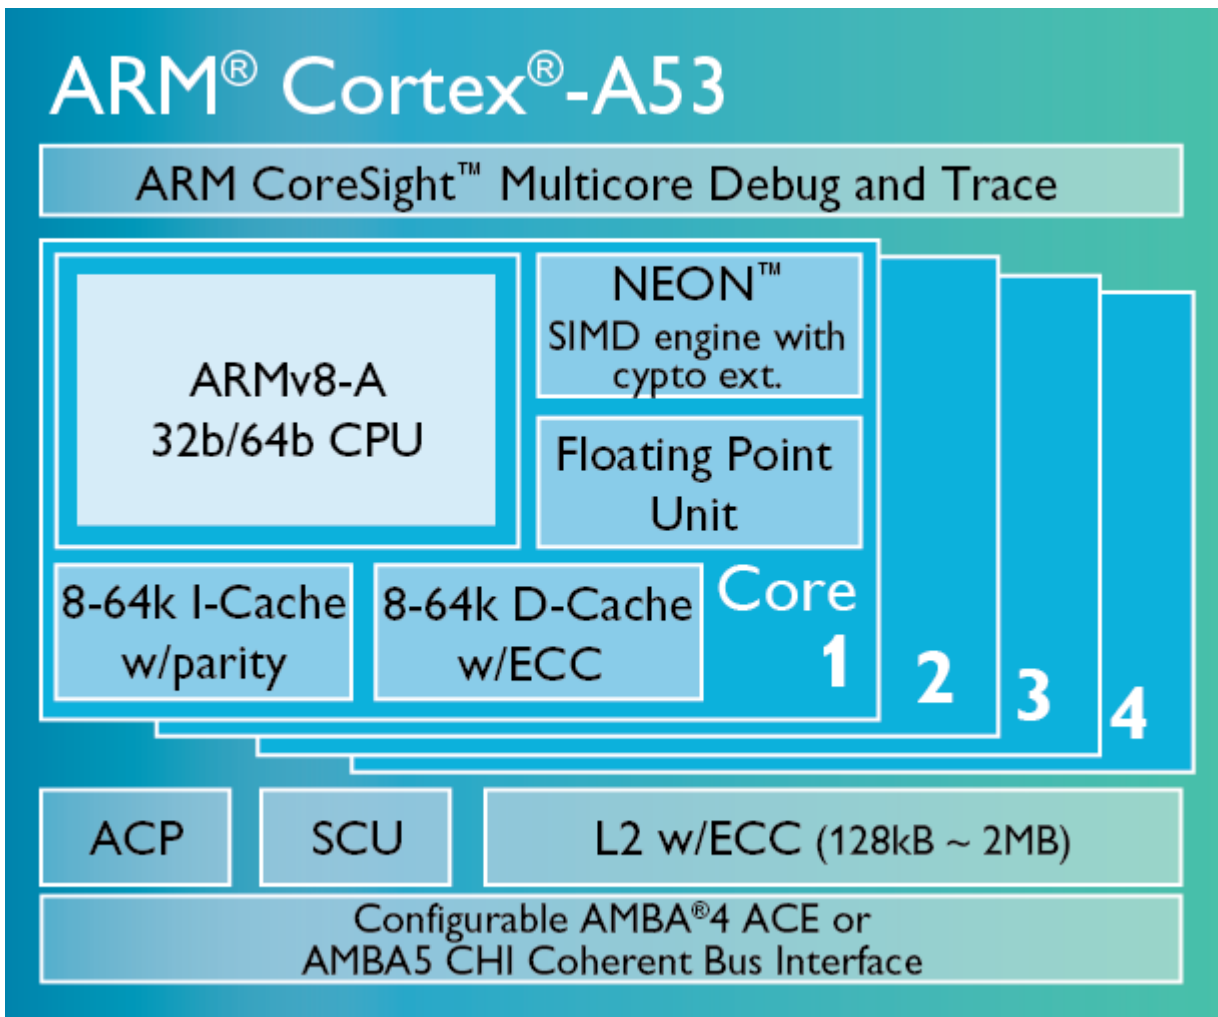 ARM® Cortex®-A53
ARM CoreSight™ Multicore Debug and Trace
ARMv8-A
32b/64b CPU
NEON™
SIMD engine with
cypto ext.
Floating Point
Unit
8-64k I-Cache
w/parity
8-64k D-Cache
w/ECC
Core
1
2
3
4
ACP
SCU
L2 w/ECC (128kB ~ 2MB)
Configurable AMBA®4 ACE or
AMBA5 CHI Coherent Bus Interface